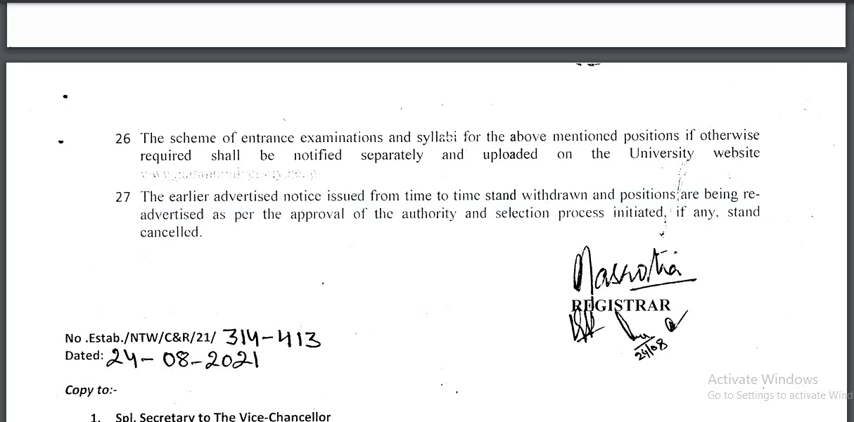 26 The scheme of entrance examinations and syllabi for the above mentioned positions if otherwise
required shall be notified separately and uploaded on the University website
27 The earlier advertised notice issued from time to time stand withdrawn and positions are being re-
advertised as per the approval of the authority and selection process initiated, if any, stand
cancelled.
REGISTRAR
No .Estab./NTW/C&R/21/ 314-413
24/08
Dated: 24-08-2021
Activate Windows
Go to Settings to activate Wind
Copy to:-
1. Spl. Secretary to The Vice-Chancellor